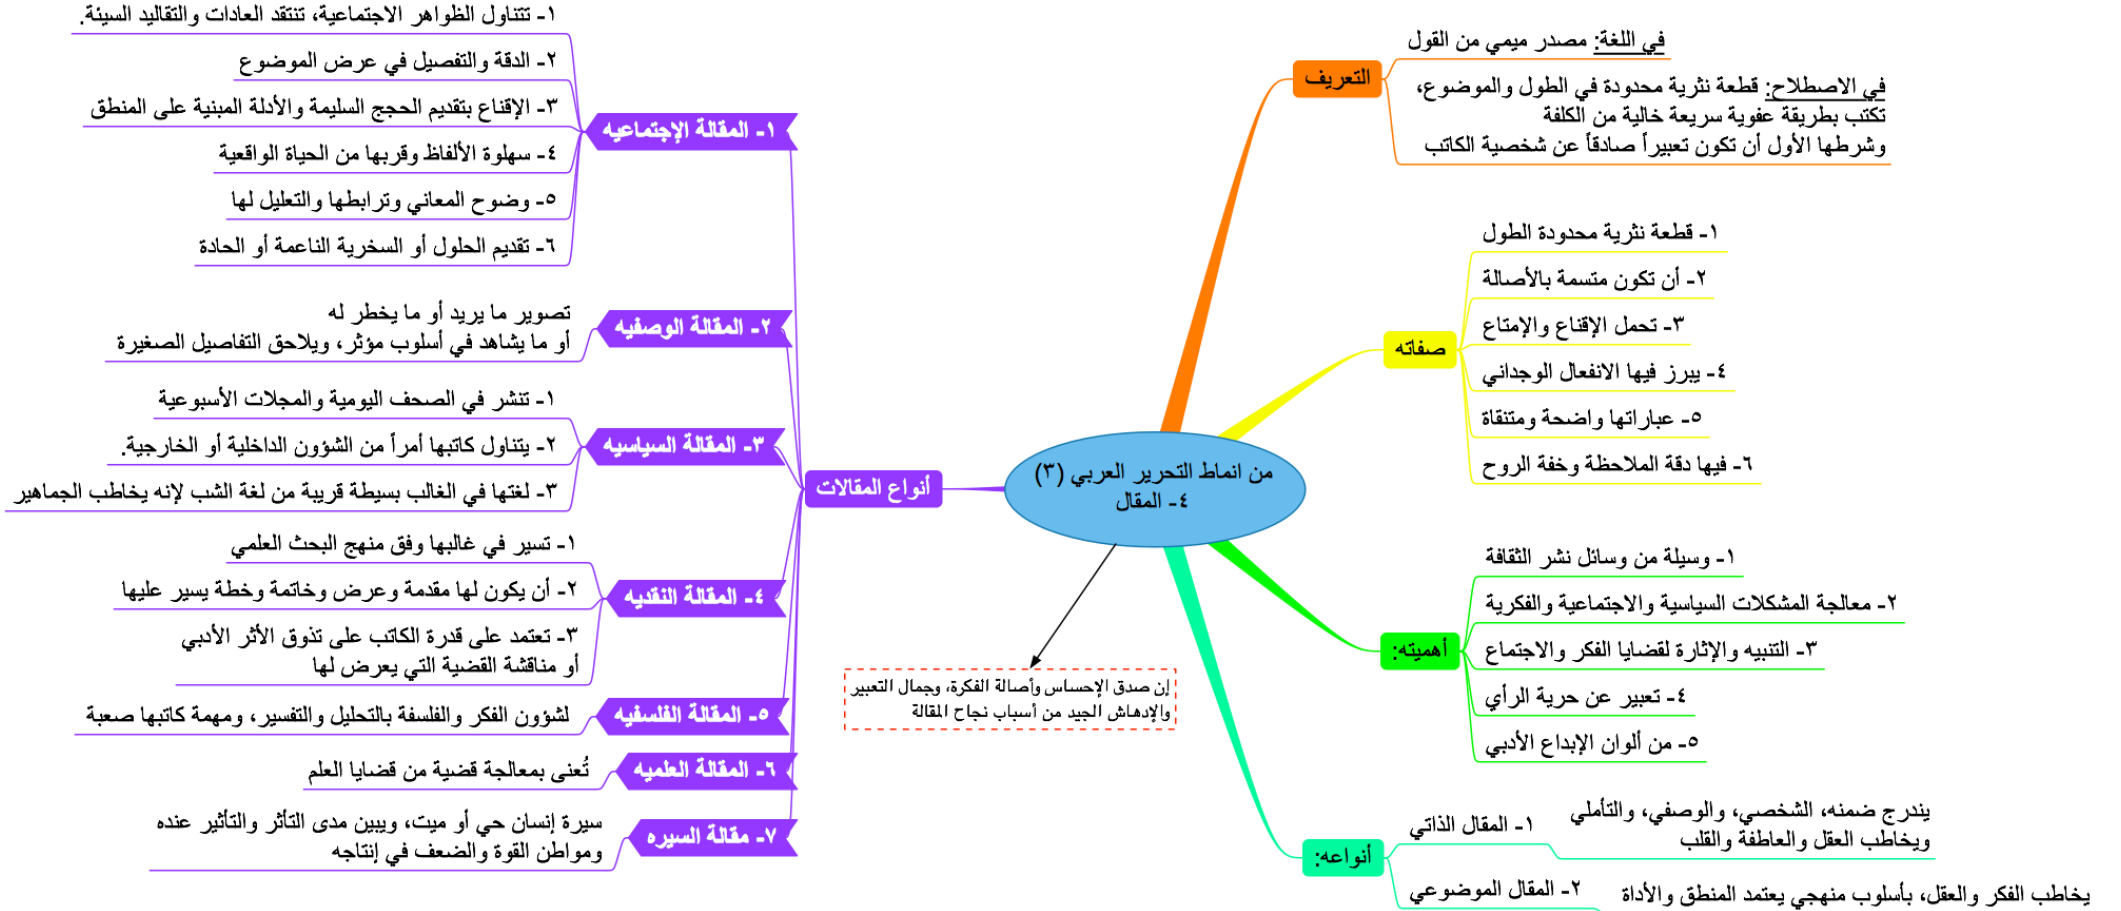 من انماط التحرير العربي (٣)
٤- المقال
التعريف
في اللغة: مصدر ميمي من القول
في الاصطلاح: قطعة نثرية محدودة في الطول والموضوع،
تكتب بطريقة عفوية سريعة خالية من الكلفة
وشرطها الأول أن تكون تعبيراً صادقاً عن شخصية الكاتب
صفاته
١- قطعة نثرية محدودة الطول
٢- أن تكون متسمة بالأصالة
٣- تحمل الإقناع والإمتاع
٤- يبرز فيها الانفعال الوجداني
٥- عباراتها واضحة ومتنقاة
٦- فيها دقة الملاحظة وخفة الروح
أهميته:
١- وسيلة من وسائل نشر الثقافة
٢- معالجة المشكلات السياسية والاجتماعية والفكرية
٣- التنبيه والإثارة لقضايا الفكر والاجتماع
٤- تعبير عن حرية الرأي
٥- من ألوان الإبداع الأدبي
أنواعه:
١- المقال الذاتي
يندرج ضمنه، الشخصي، والوصفي، والتأملي
ويخاطب العقل والعاطفة والقلب
٢- المقال الموضوعي
يخاطب الفكر والعقل، بأسلوب منهجي يعتمد المنطق والأداة
إن صدق الإحساس وأصالة الفكرة، وجمال التعبير
والإدهاش الجيد من أسباب نجاح المقالة
أنواع المقالات
١- المقالة الإجتماعيه
١- تتناول الظواهر الاجتماعية، تنتقد العادات والتقاليد السيئة.
٢- الدقة والتفصيل في عرض الموضوع
٣- الإقناع بتقديم الحجج السليمة والأدلة المبنية على المنطق
٤- سهلوة الألفاظ وقربها من الحياة الواقعية
٥- وضوح المعاني وترابطها والتعليل لها
٦- تقديم الحلول أو السخرية الناعمة أو الحادة
٢- المقالة الوصفيه
تصوير ما يريد أو ما يخطر له
أو ما يشاهد في أسلوب مؤثر، ويلاحق التفاصيل الصغيرة
٣- المقالة السياسيه
١- تنشر في الصحف اليومية والمجلات الأسبوعية
٢- يتناول كاتبها أمراً من الشؤون الداخلية أو الخارجية.
٣- لغتها في الغالب بسيطة قريبة من لغة الشب لإنه يخاطب الجماهير
٤- المقالة النقديه
١- تسير في غالبها وفق منهج البحث العلمي
٢- أن يكون لها مقدمة وعرض وخاتمة وخطة يسير عليها
٣- تعتمد على قدرة الكاتب على تذوق الأثر الأدبي
أو مناقشة القضية التي يعرض لها
٥- المقالة الفلسفيه
لشؤون الفكر والفلسفة بالتحليل والتفسير، ومهمة كاتبها صعبة
٦- المقالة العلميه
تُعنى بمعالجة قضية من قضايا العلم
٧- مقالة السيره
سيرة إنسان حي أو ميت، ويبين مدى التأثر والتأثير عنده
ومواطن القوة والضعف في إنتاجه